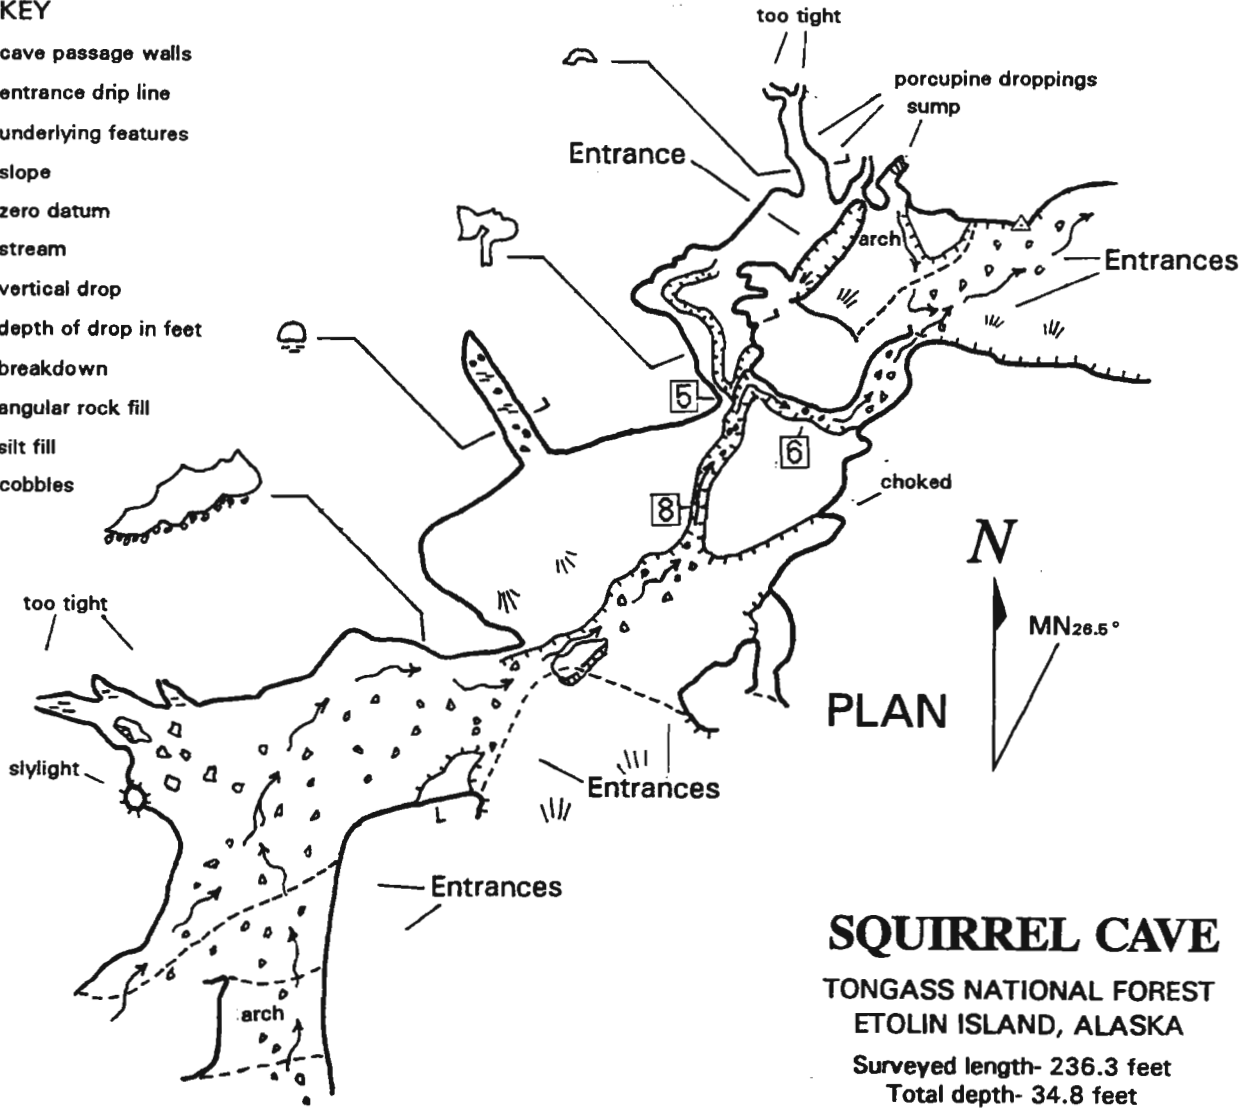 KEY
cave passage walls
entrance drip line
underlying features
slope
zero datum
stream
vertical drop
depth of drop in feet
breakdown
angular rock fill
silt fill
cobbles
too tight
porcupine droppings
sump
Entrance
arch
Entrances
5
6
8
choked
N
MN26.5°
too tight
PLAN
slylight
Entrances
L
Entrances
arch
SQUIRREL CAVE
TONGASS NATIONAL FOREST
ETOLIN ISLAND, ALASKA
Surveyed length- 236.3 feet
Total depth- 34.8 feet